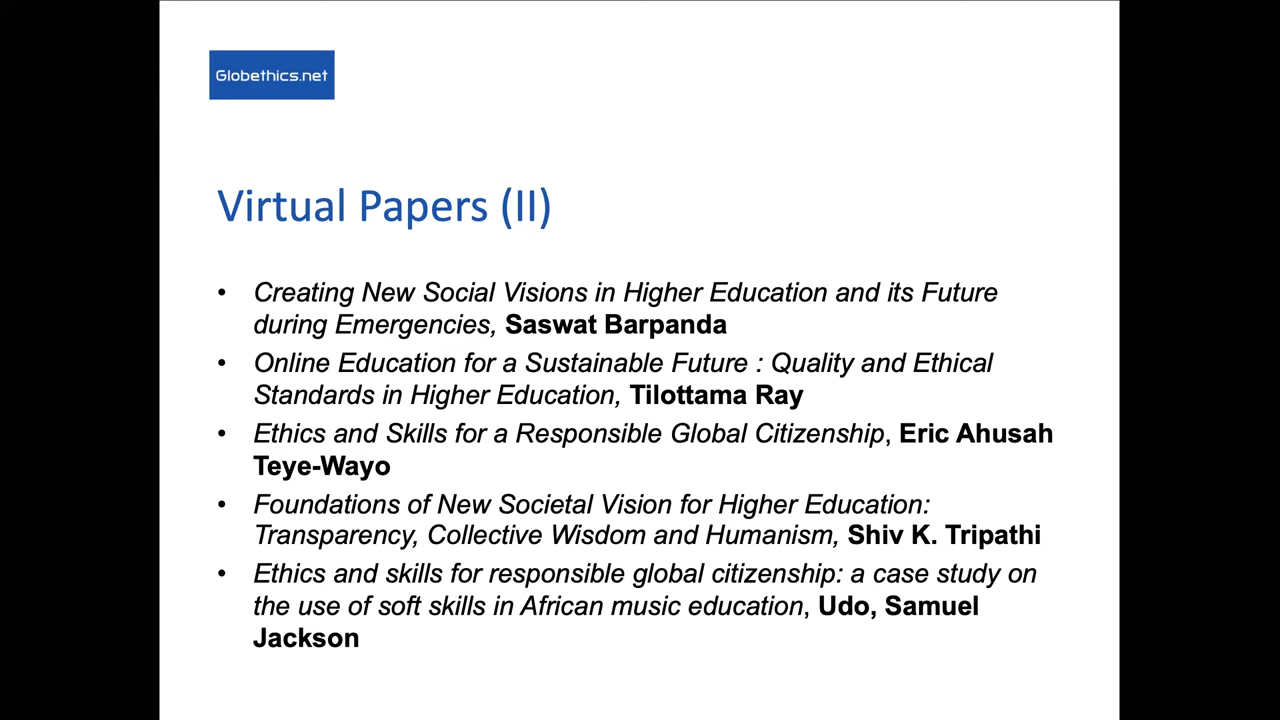 Globethics.net
Virtual Papers (II)
• Creating New Social Visions in Higher Education and its Future
during Emergencies, Saswat Barpanda
• Online Education for a Sustainable Future : Quality and Ethical
Standards in Higher Education, Tilottama Ray
• Ethics and Skills for a Responsible Global Citizenship, Eric Ahusah
Teye-Wayo
• Foundations of New Societal Vision for Higher Education:
Transparency, Collective Wisdom and Humanism, Shiv K. Tripathi
• Ethics and skills for responsible global citizenship: a case study on
the use of soft skills in African music education, Udo, Samuel
Jackson